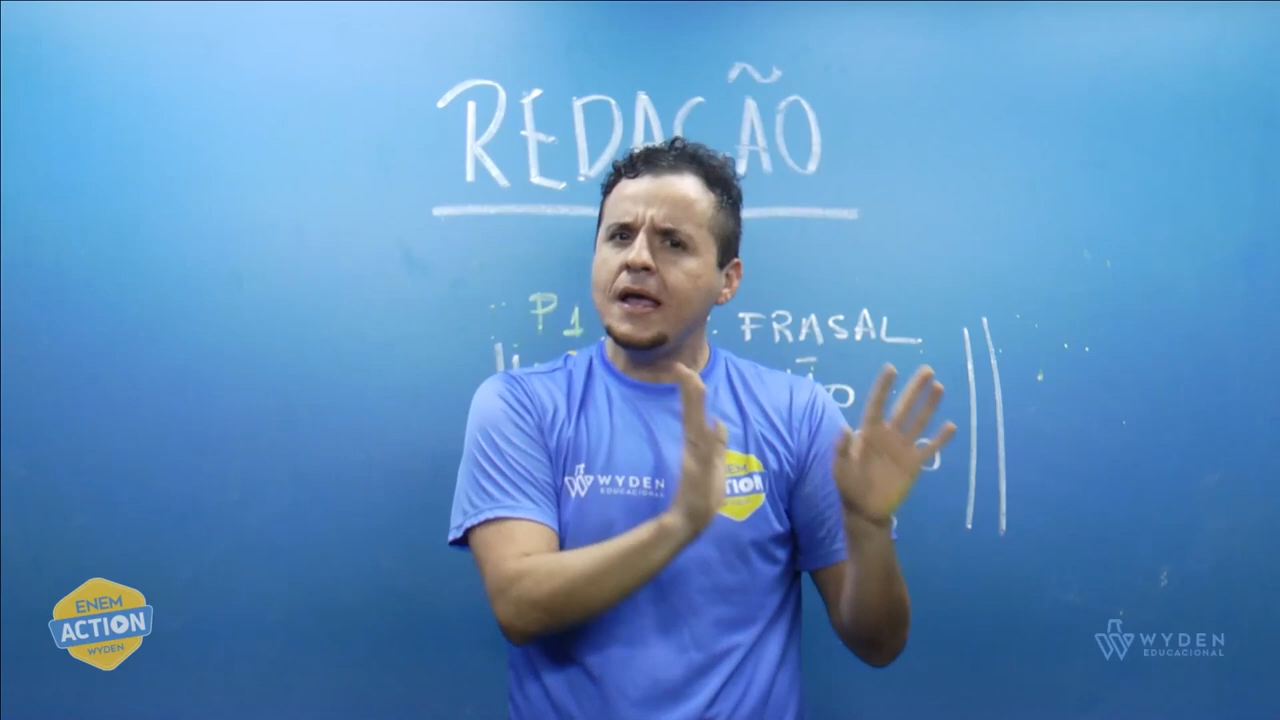 REDAÇÃO
P1
FRASAL
WYDEN
EDUCACIONAL
ENEM
ACTION
WYDEN
WYDEN
EDUCACIONAL